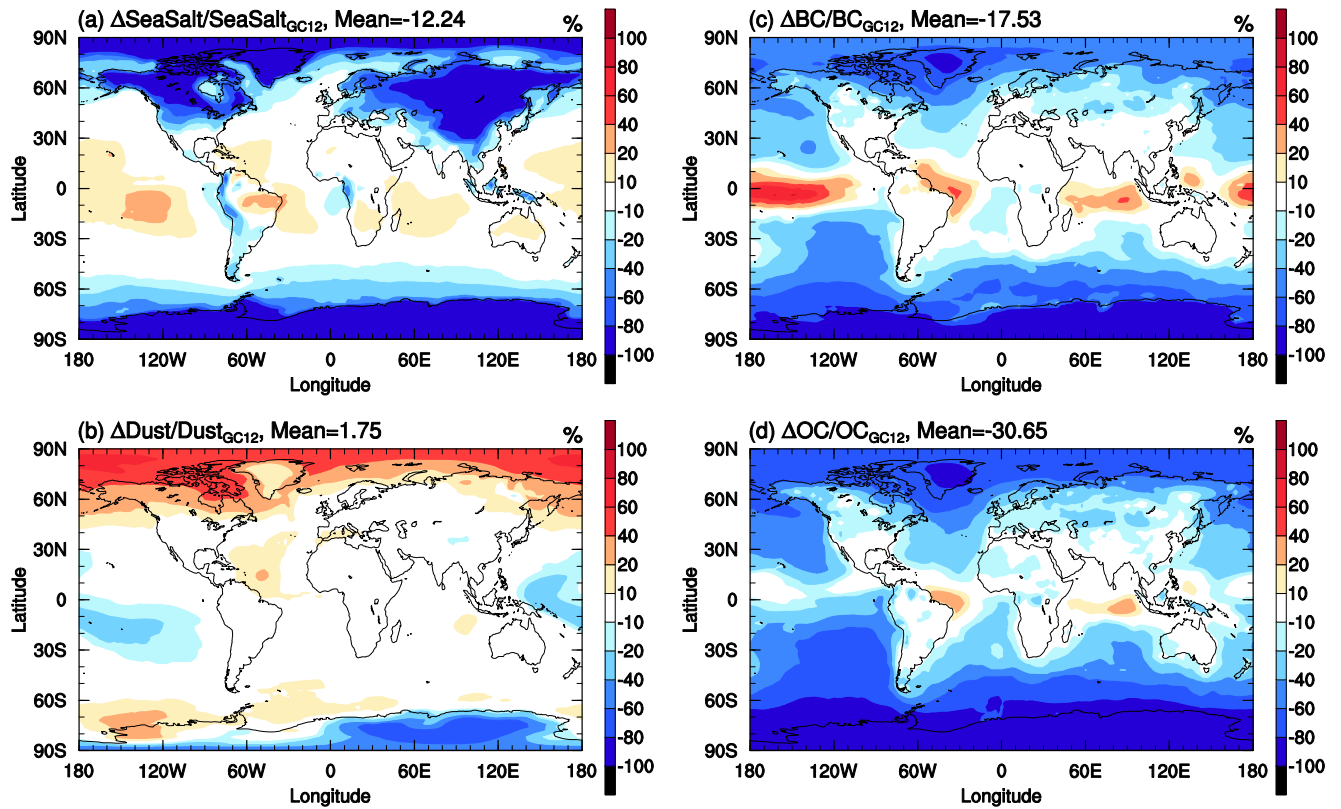 (a) ΔSeaSalt/SeaSalt_GC12, Mean=-12.24 %
90N
60N
30N
0
30S
60S
90S
Latitude
180 120W 60W 0 60E 120E 180
Longitude
100
80
60
40
20
10
-10
-20
-40
-60
-80
-100
(c) ΔBC/BC_GC12, Mean=-17.53 %
90N
60N
30N
0
30S
60S
90S
Latitude
180 120W 60W 0 60E 120E 180
Longitude
100
80
60
40
20
10
-10
-20
-40
-60
-80
-100
(b) ΔDust/Dust_GC12, Mean=1.75 %
90N
60N
30N
0
30S
60S
90S
Latitude
180 120W 60W 0 60E 120E 180
Longitude
100
80
60
40
20
10
-10
-20
-40
-60
-80
-100
(d) ΔOC/OC_GC12, Mean=-30.65 %
90N
60N
30N
0
30S
60S
90S
Latitude
180 120W 60W 0 60E 120E 180
Longitude
100
80
60
40
20
10
-10
-20
-40
-60
-80
-100